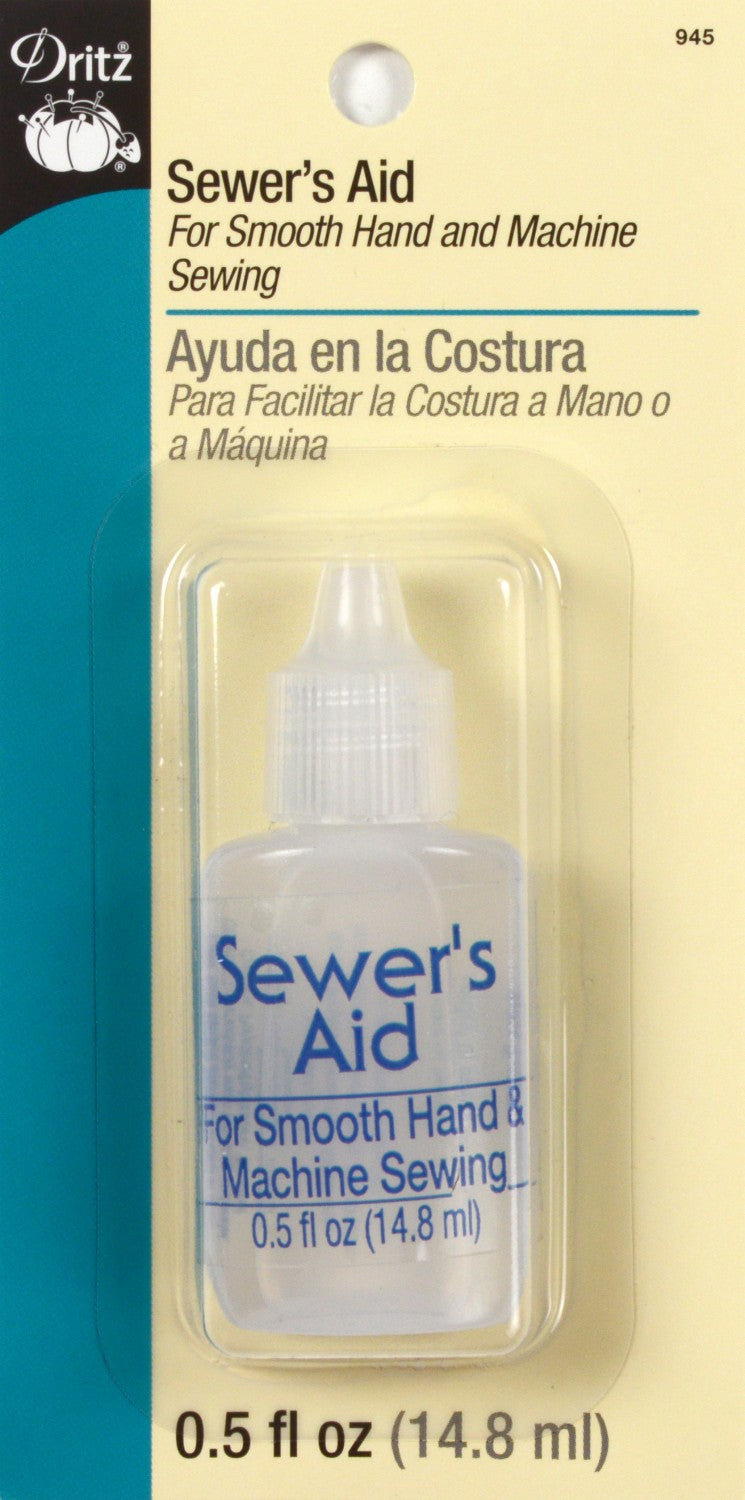 Dritz®
945
®
Sewer's Aid
For Smooth Hand and Machine
Sewing
Ayuda en la Costura
Para Facilitar la Costura a Mano o
a Máquina
Sewer's
Aid
For Smooth Hand &
Machine Sewing
0.5 fl oz (14.8 ml)
0.5 fl oz (14.8 ml)